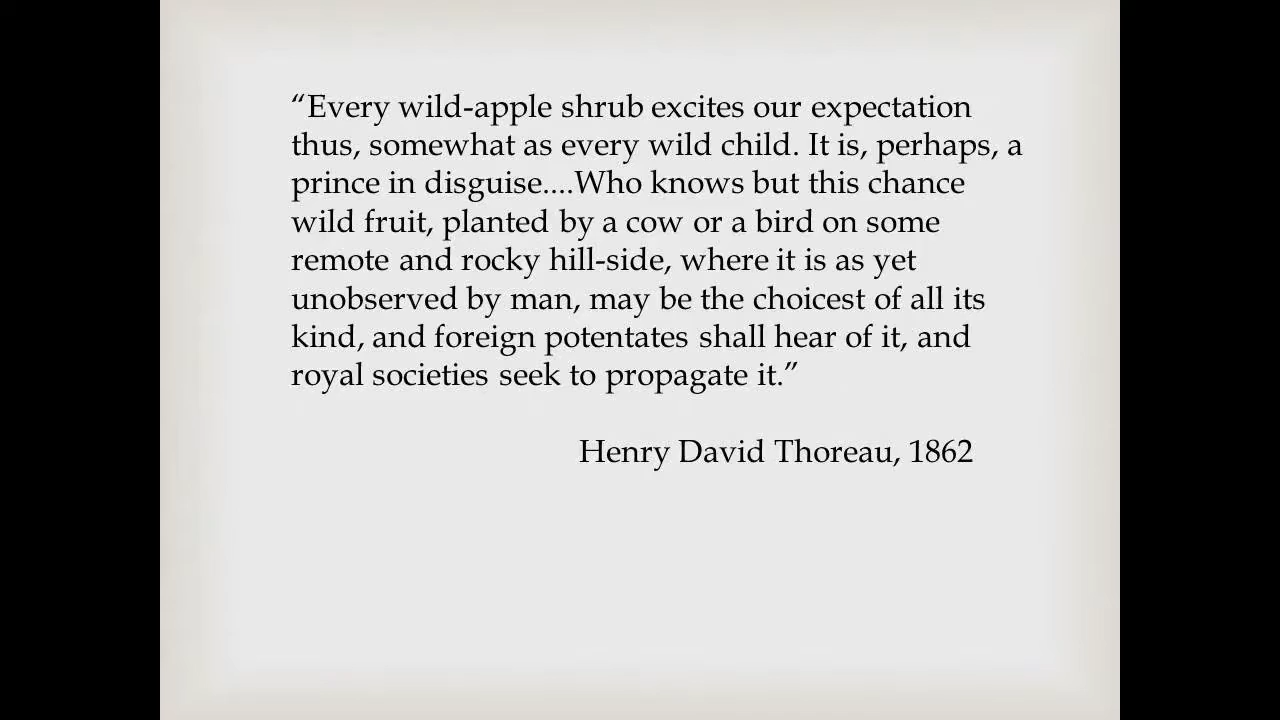 “Every wild-apple shrub excites our expectation
thus, somewhat as every wild child. It is, perhaps, a
prince in disguise....Who knows but this chance
wild fruit, planted by a cow or a bird on some
remote and rocky hill-side, where it is as yet
unobserved by man, may be the choicest of all its
kind, and foreign potentates shall hear of it, and
royal societies seek to propagate it.”
Henry David Thoreau, 1862